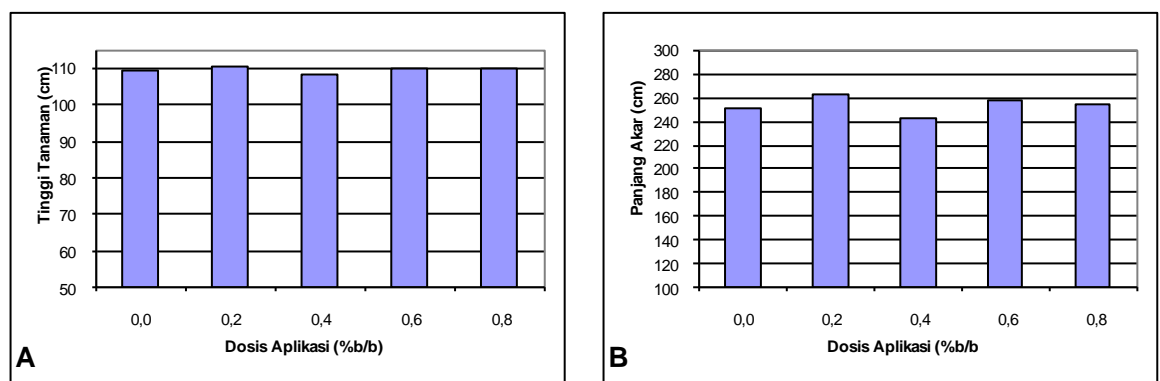 Tinggi Tanaman (cm)
110
100
90
80
70
60
50
0,0 0,2 0,4 0,6 0,8
Dosis Aplikasi (%b/b)
A
Panjang Akar (cm)
300
280
260
240
220
200
180
160
140
120
100
0,0 0,2 0,4 0,6 0,8
Dosis Aplikasi (%b/b
B